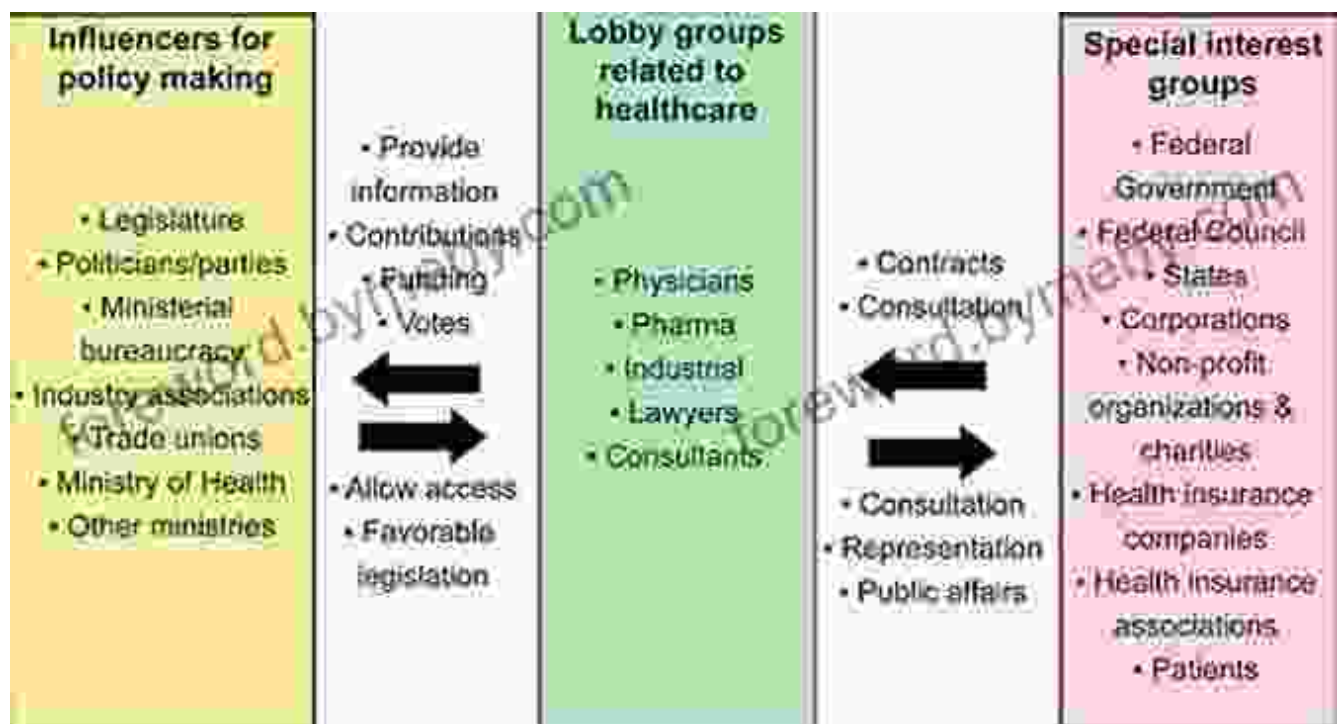 Influencers for
policy making
• Legislature
• Politicians/parties
• Ministerial
bureaucracy
• Industry associations
• Trade unions
• Ministry of Health
• Other ministries
• Provide
information
• Contributions
• Funding
• Votes
• Allow access
• Favorable
legislation
Lobby groups
related to
healthcare
• Physicians
• Pharma
• Industrial
• Lawyers
• Consultants
• Contracts
• Consultation
• Consultation
• Representation
• Public affairs
Special interest
groups
• Federal
Government
• Federal Council
• States
• Corporations
• Non-profit
organizations &
charities
• Health insurance
companies
• Health insurance
associations
• Patients